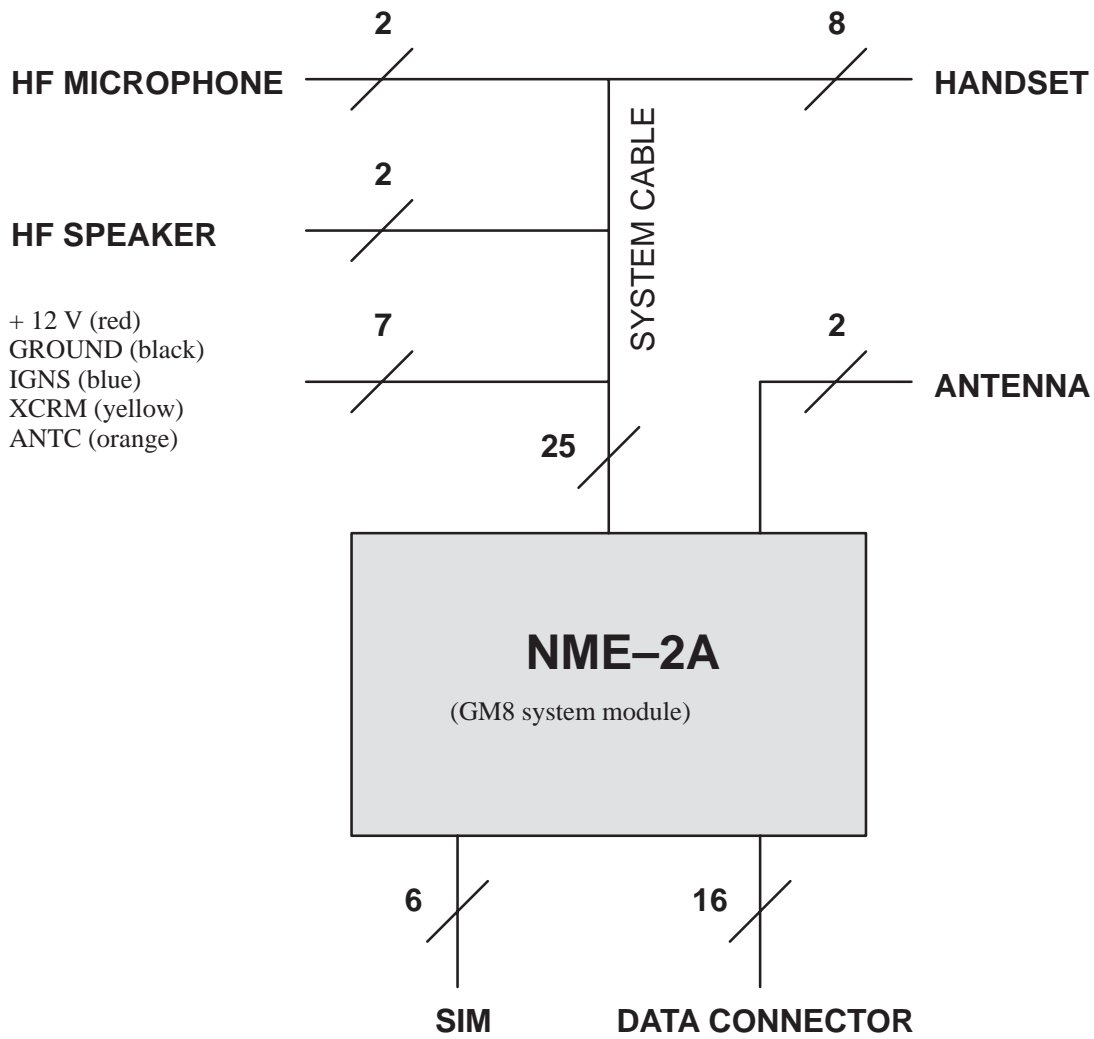 2
8
HF MICROPHONE
HANDSET
SYSTEM CABLE
2
HF SPEAKER
+ 12 V (red)
GROUND (black)
IGNS (blue)
XCRM (yellow)
ANTC (orange)
7
2
ANTENNA
25
NME–2A
(GM8 system module)
6
16
SIM
DATA CONNECTOR